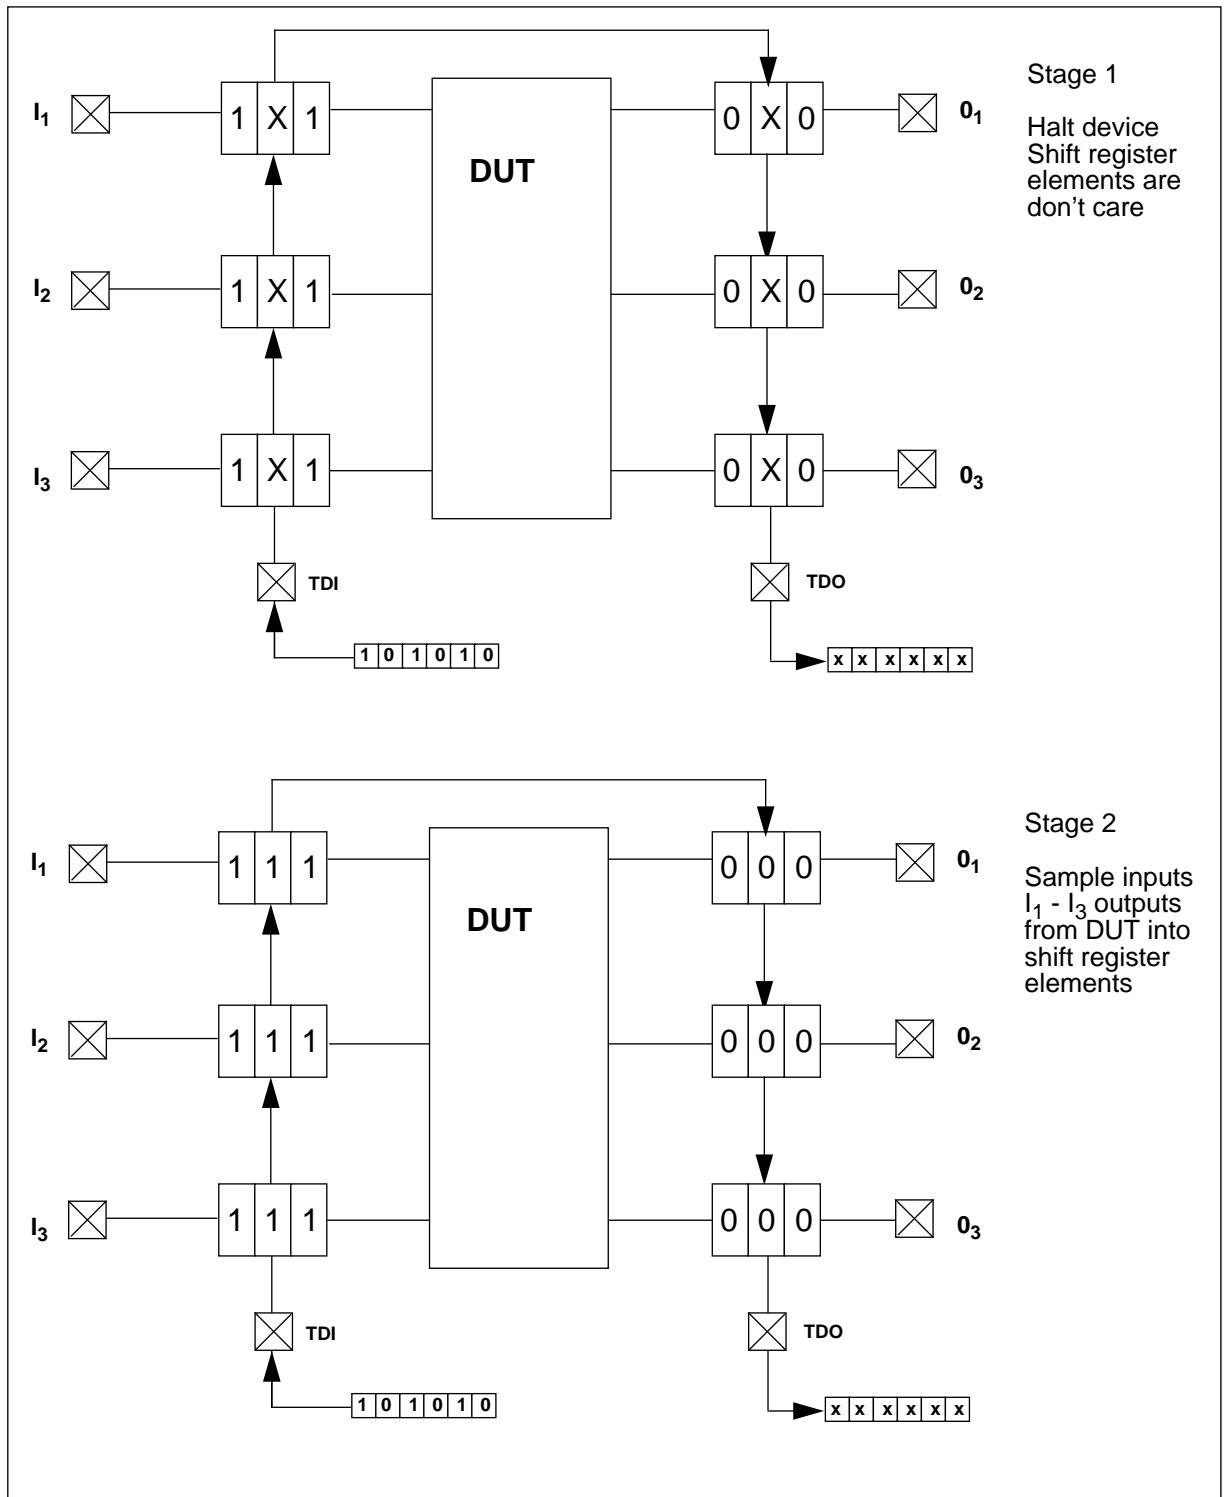 Stage 1
I1 1 X 1 0 X 0 01
Halt device
Shift register
elements are
don't care
DUT
I2 1 X 1 0 X 0 02
I3 1 X 1 0 X 0 03
TDI TDO
1 0 1 0 1 0 x x x x x x
Stage 2
I1 1 1 1 0 0 0 01
Sample inputs
I1 - I3 outputs
from DUT into
shift register
elements
DUT
I2 1 1 1 0 0 0 02
I3 1 1 1 0 0 0 03
TDI TDO
1 0 1 0 1 0 x x x x x x